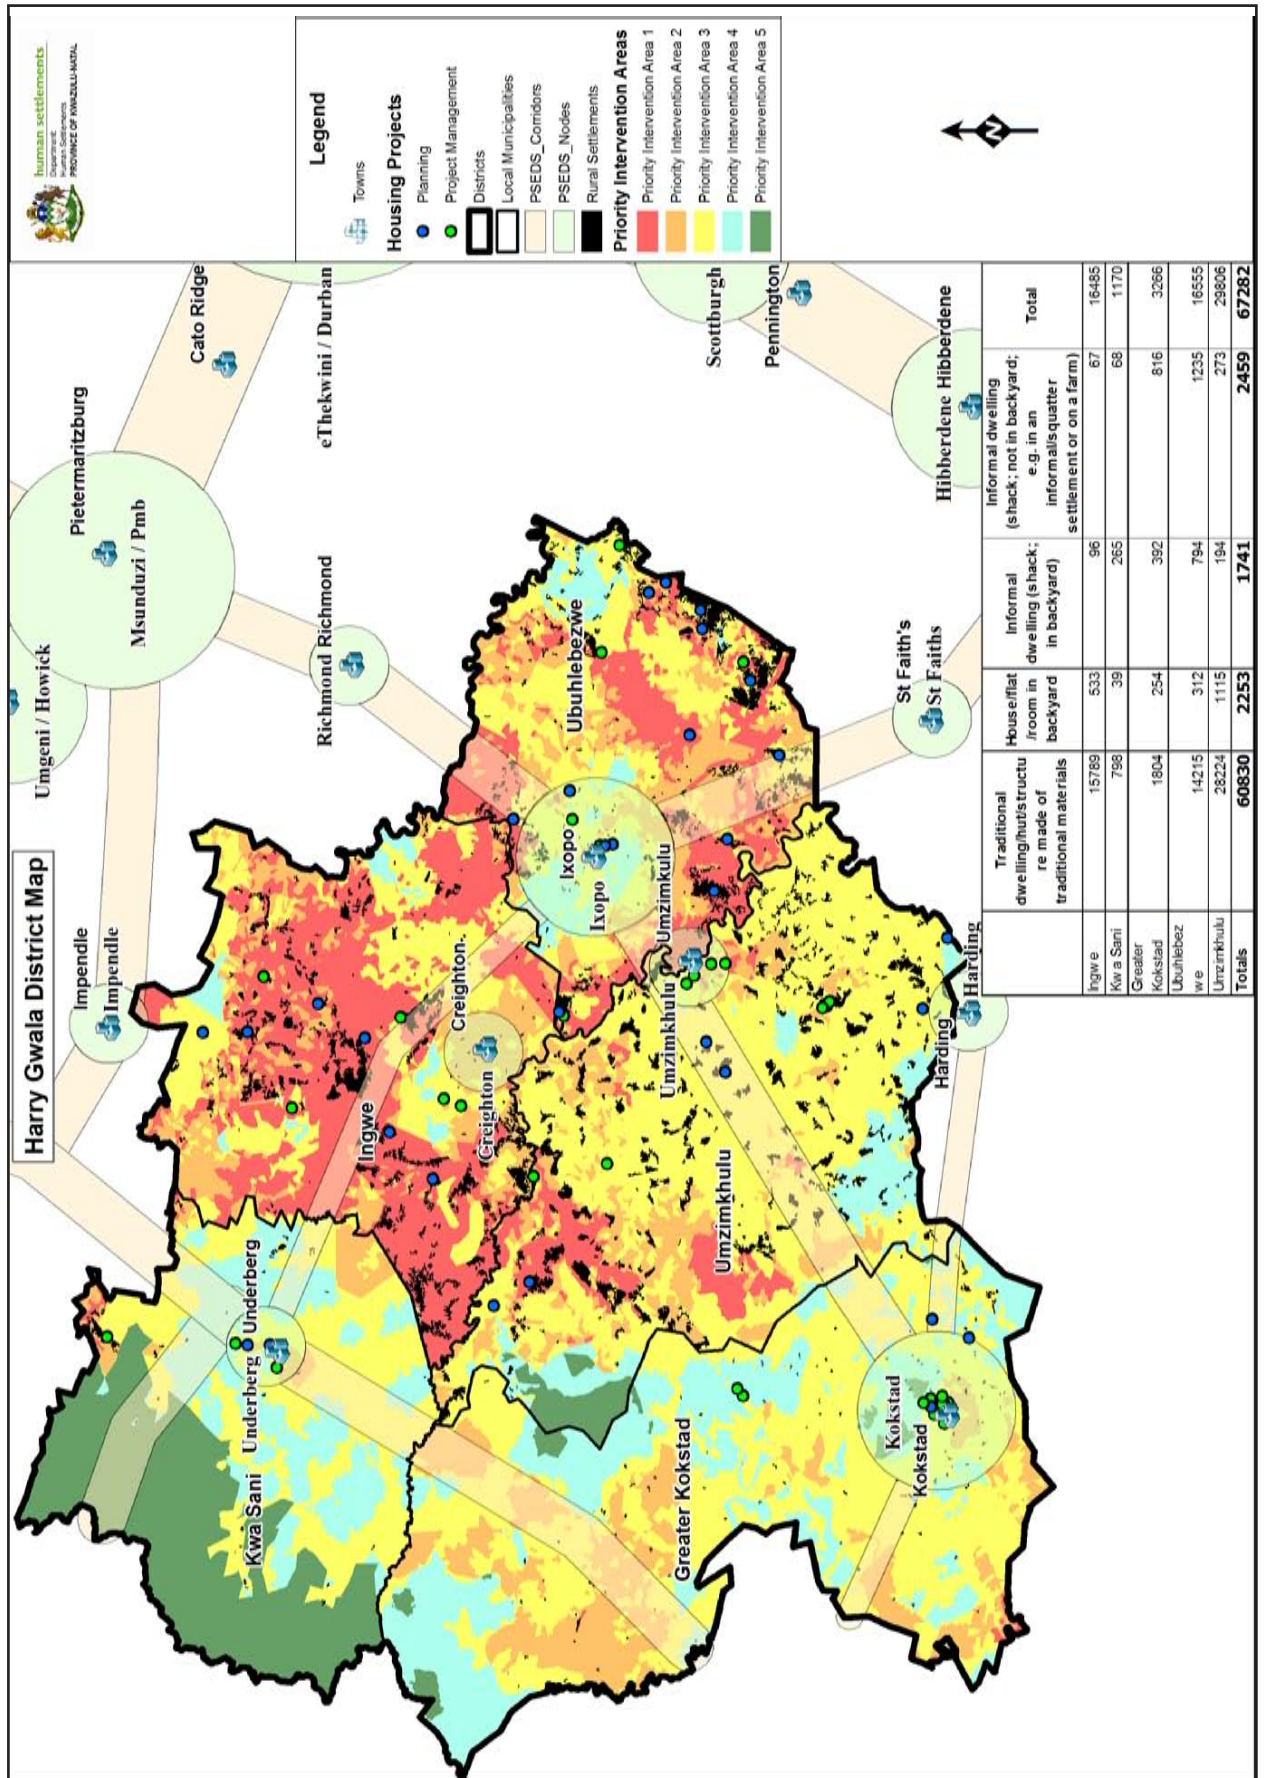 Harry Gwala District Map
human settlements
Department:
Human Settlements
PROVINCE OF KWAZULU-NATAL
Legend
Towns
Housing Projects
Planning
Project Management
Districts
Local Municipalities
PSEDS_Corridors
PSEDS_Nodes
Rural Settlements
Priority Intervention Areas
Priority Intervention Area 1
Priority Intervention Area 2
Priority Intervention Area 3
Priority Intervention Area 4
Priority Intervention Area 5
N
Umgeni / Howick
Pietermaritzburg
Msunduzi / Pmb
Cato Ridge
eThekwini / Durban
Impendle
Impendle
Richmond Richmond
Scottburgh
Pennington
Hibberdene Hibberdene
St Faith's
St Faiths
Harding
Harding
Underberg
Underberg
Kwa Sani
Ingwe
Creighton
Creighton
Ubuhlebezwe
Ixopo
Ixopo
Umzimkulu
Umzimkhulu
Umzimkhulu
Greater Kokstad
Kokstad
Kokstad
Traditional dwelling/hut/structu re made of traditional materials
House/flat /room in backyard
Informal dwelling (shack; in backyard)
Informal dwelling (shack; not in backyard; e.g. in an informal/squatter settlement or on a farm)
Total
Ingwe 15789 533 96 67 16485
Kwa Sani 798 39 265 68 1170
Greater Kokstad 1804 254 392 816 3266
Ubuhlebez we 14215 312 794 1235 16555
Umzimkhulu 28224 1115 194 273 29806
Totals 60830 2253 1741 2459 67282